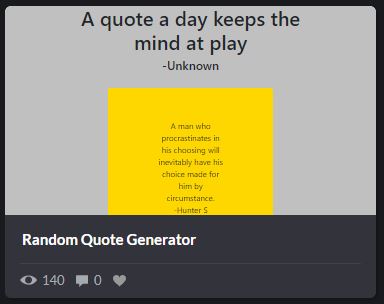 A quote a day keeps the
mind at play
-Unknown
A man who
procrastinates in
his choosing will
inevitably have his
choice made for
him by
circumstance.
-Hunter S
Random Quote Generator
140
0